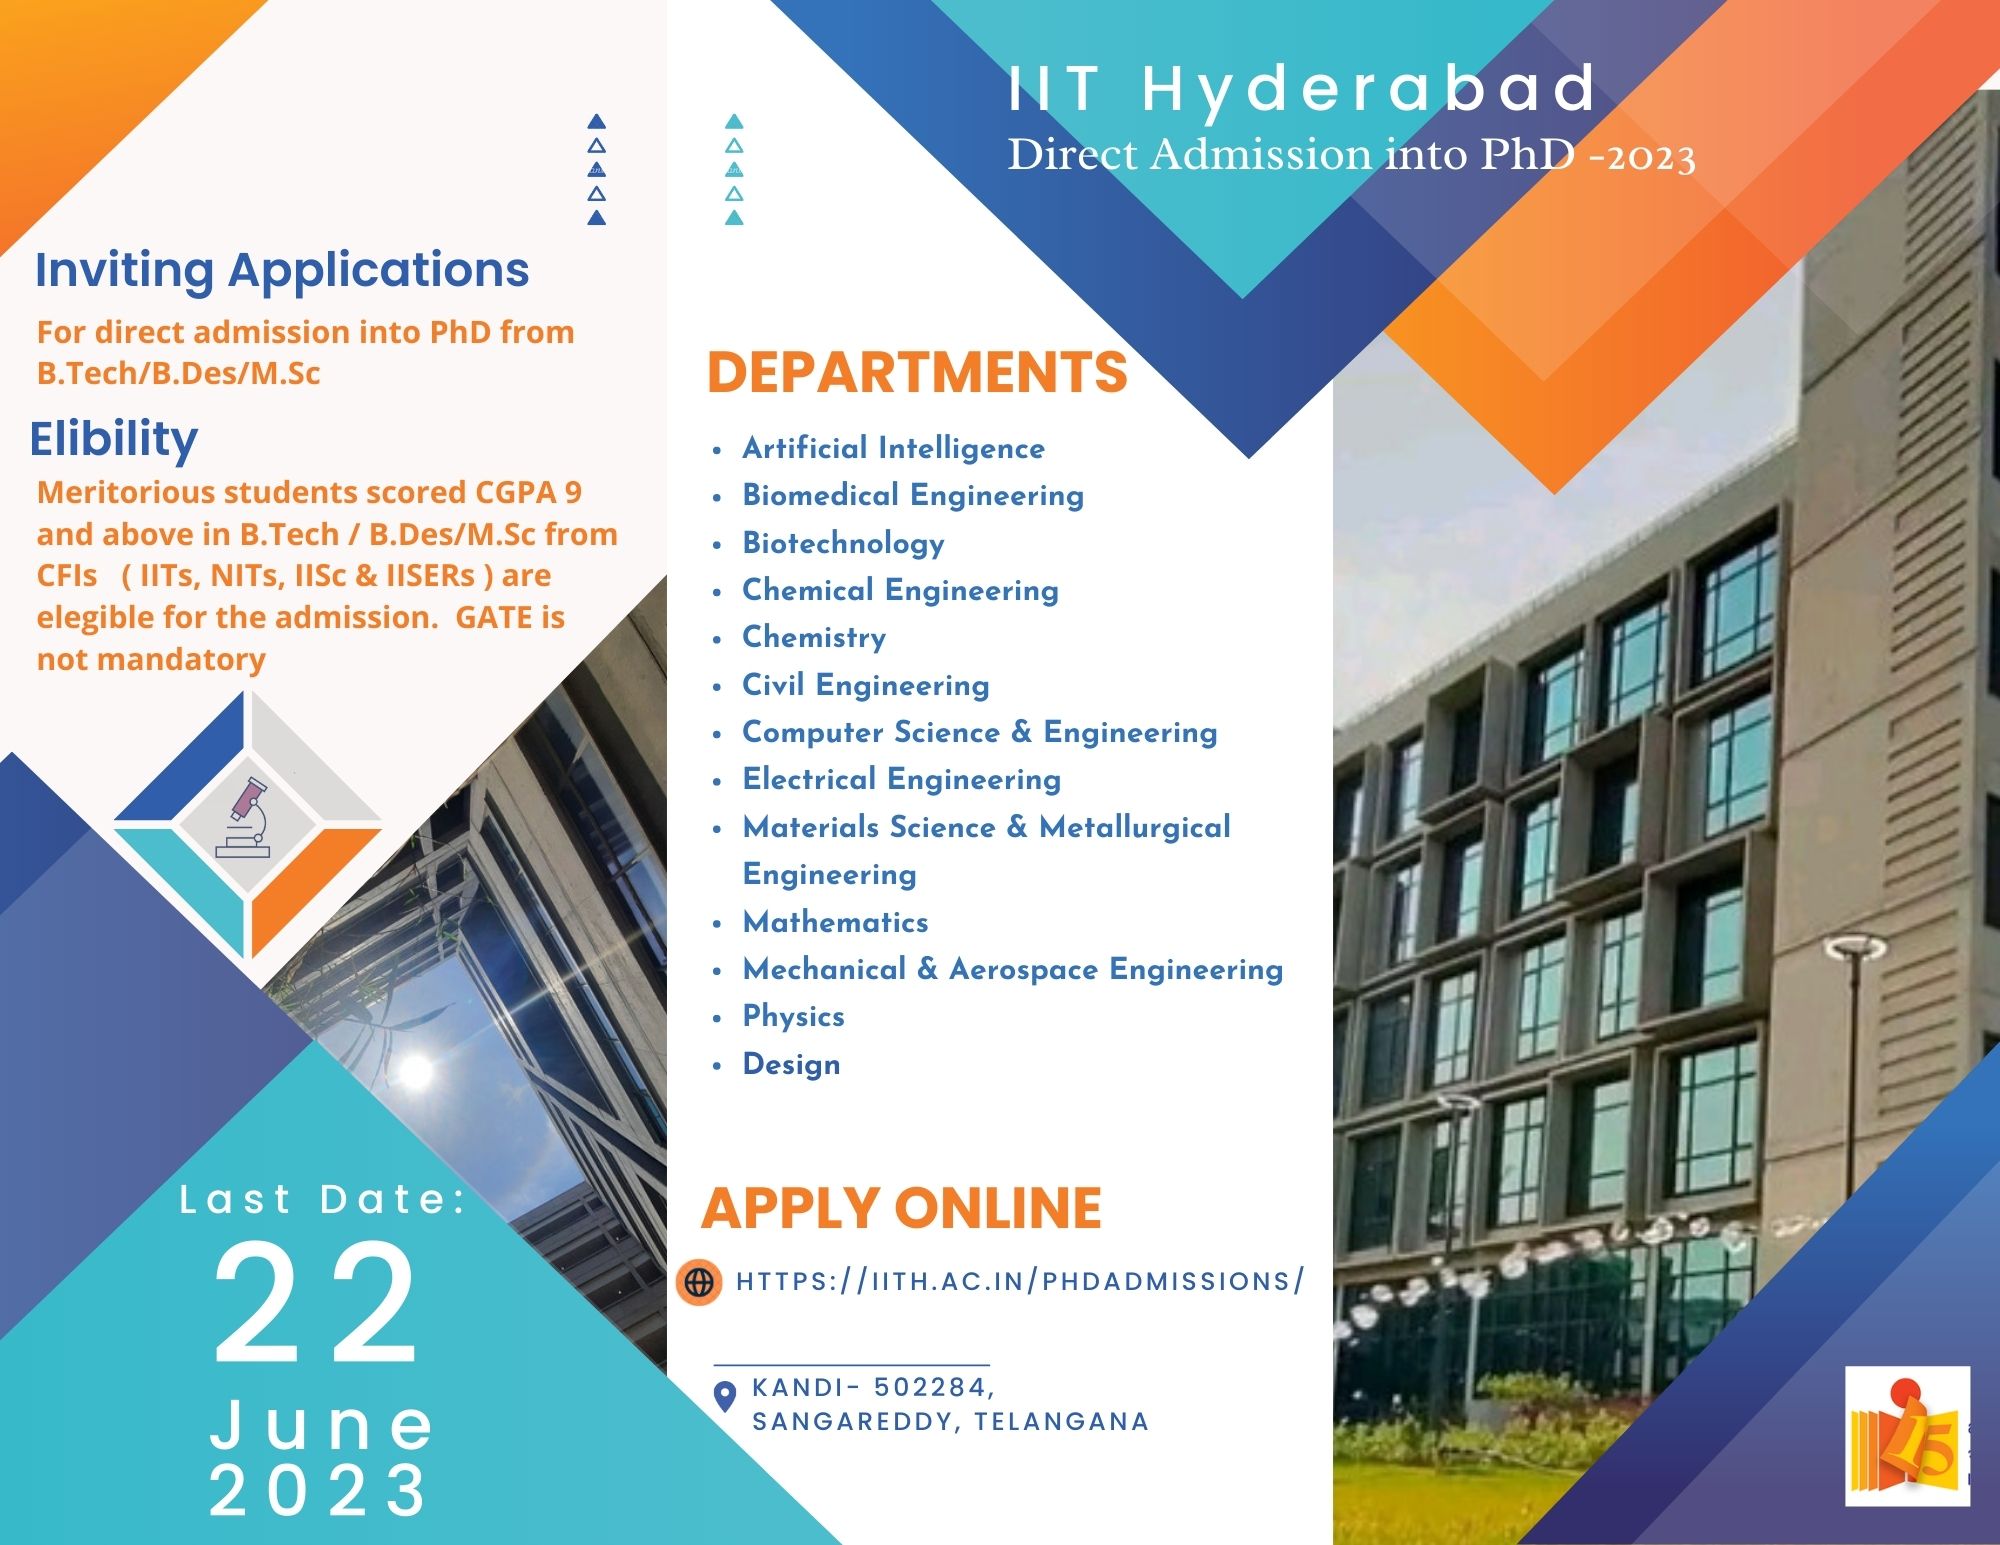 IIT Hyderabad
Direct Admission into PhD -2023
Inviting Applications
For direct admission into PhD from
B.Tech/B.Des/M.Sc
Elibility
Meritorious students scored CGPA 9
and above in B.Tech / B.Des/M.Sc from
CFIs ( IITs, NITs, IISc & IISERs ) are
elegible for the admission. GATE is
not mandatory
Last Date:
22
June
2023
DEPARTMENTS
• Artificial Intelligence
• Biomedical Engineering
• Biotechnology
• Chemical Engineering
• Chemistry
• Civil Engineering
• Computer Science & Engineering
• Electrical Engineering
• Materials Science & Metallurgical
Engineering
• Mathematics
• Mechanical & Aerospace Engineering
• Physics
• Design
APPLY ONLINE
HTTPS://IITH.AC.IN/PHDADMISSIONS/
KANDI- 502284,
SANGAREDDY, TELANGANA
15